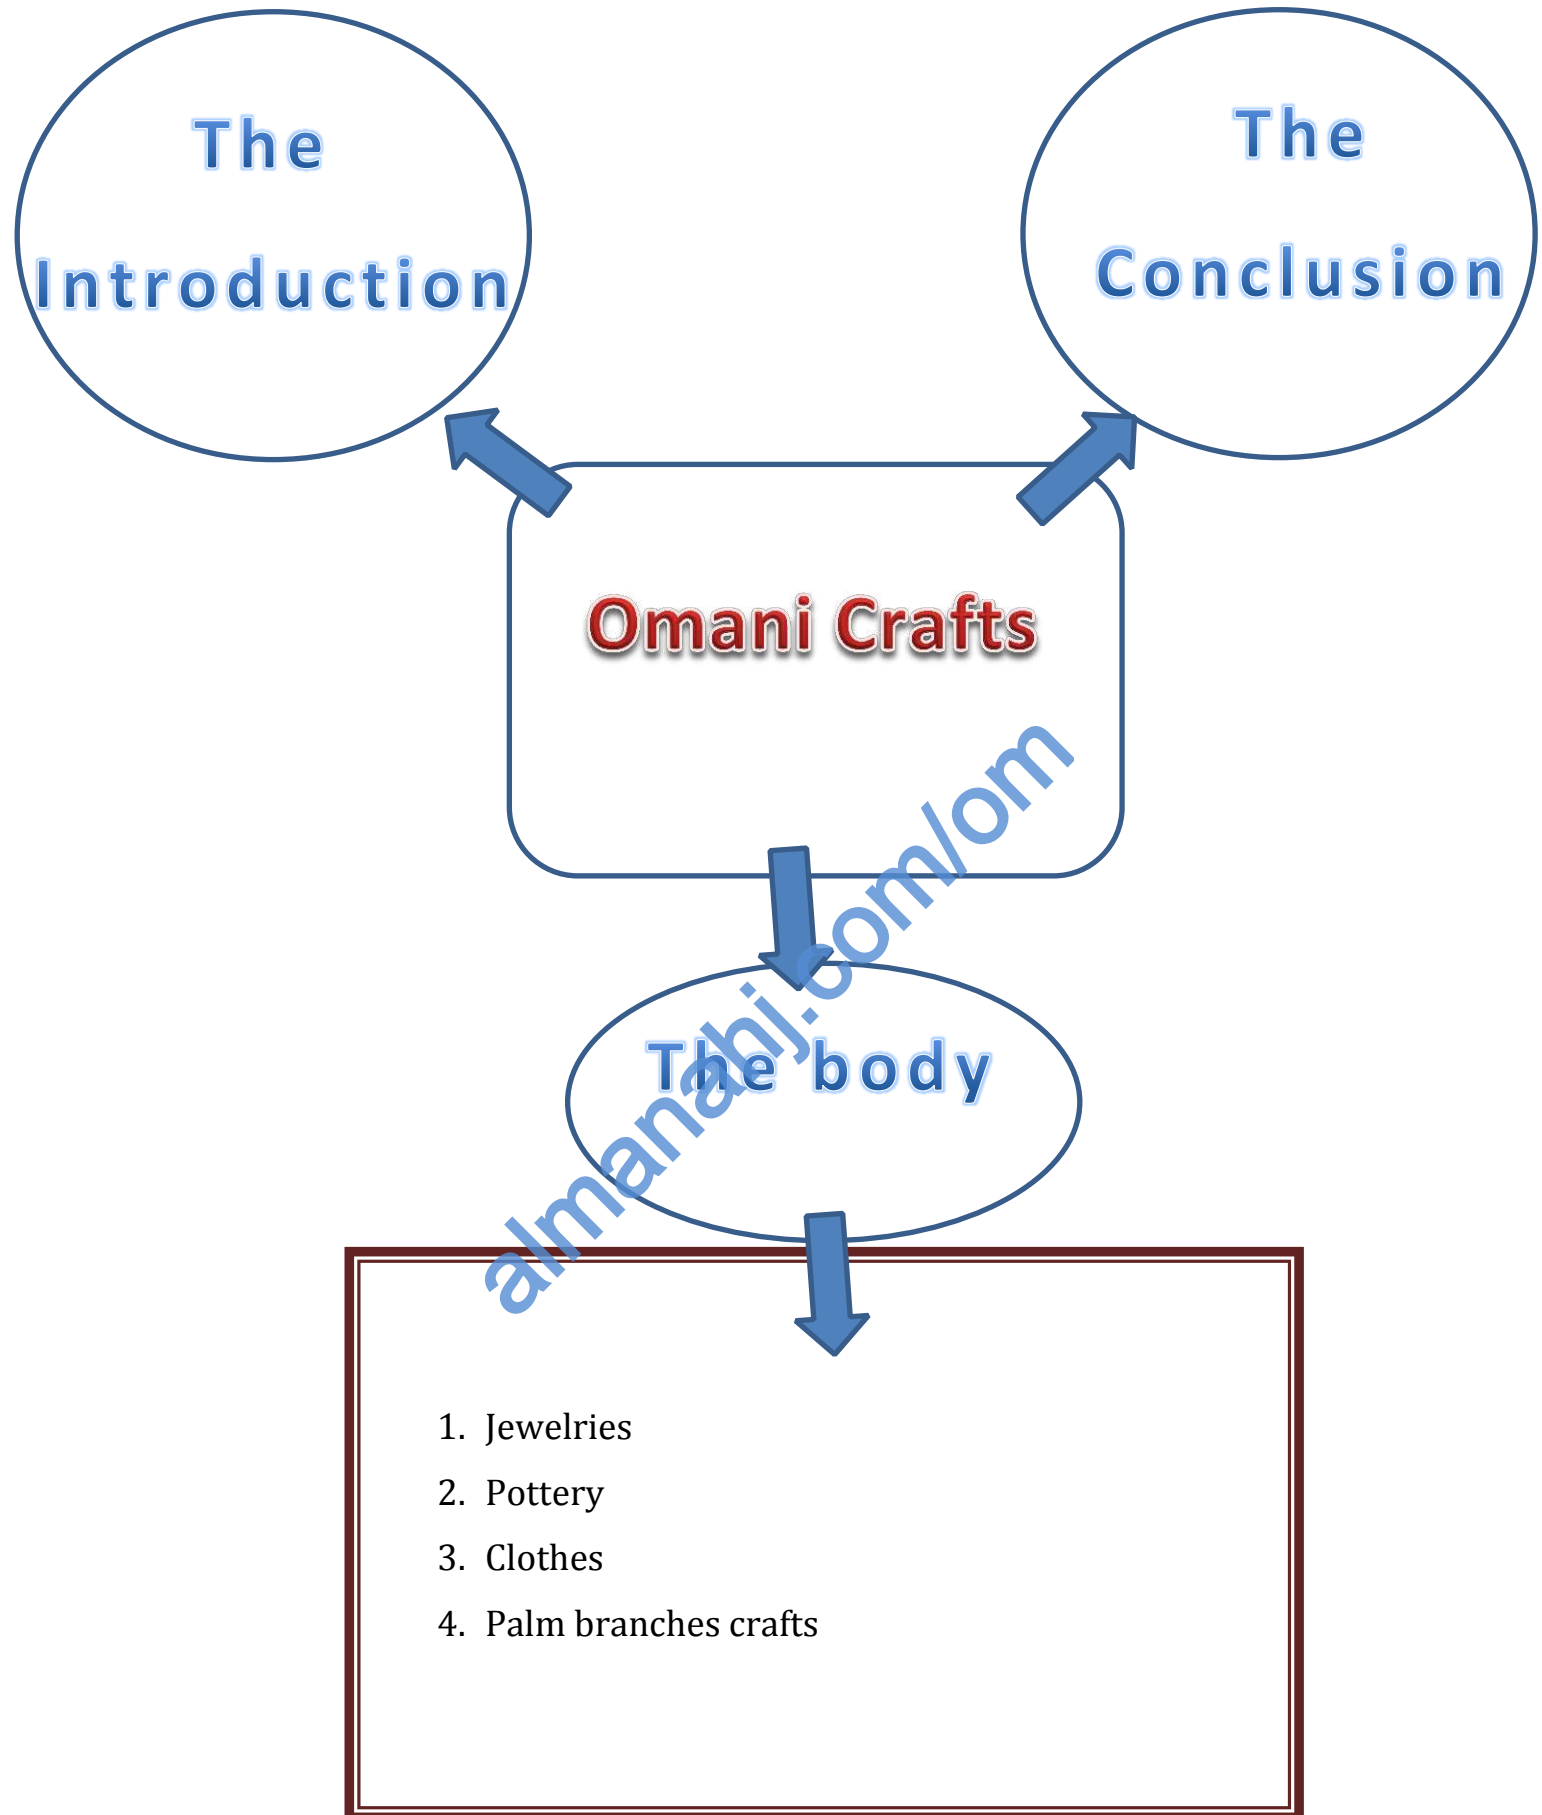 The
Introduction
The
Conclusion
Omani Crafts
The body
almanahj.com/om
1. Jewelries
2. Pottery
3. Clothes
4. Palm branches crafts